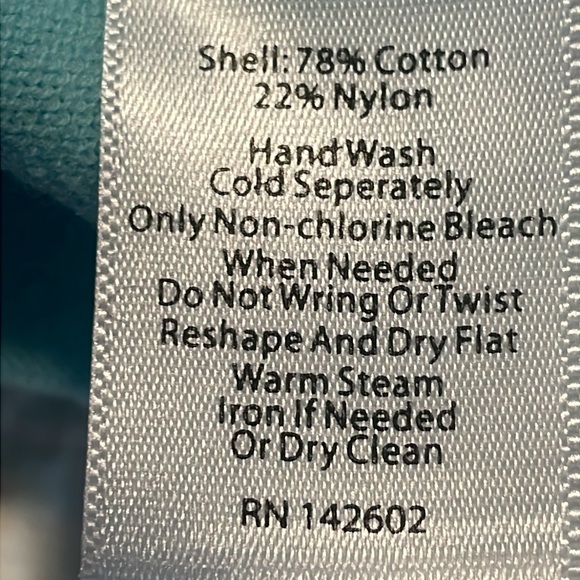 Shell: 78% Cotton
22% Nylon
Hand Wash
Cold Seperately
Only Non-chlorine Bleach
When Needed
Do Not Wring Or Twist
Reshape And Dry Flat
Warm Steam
Iron If Needed
Or Dry Clean
RN 142602